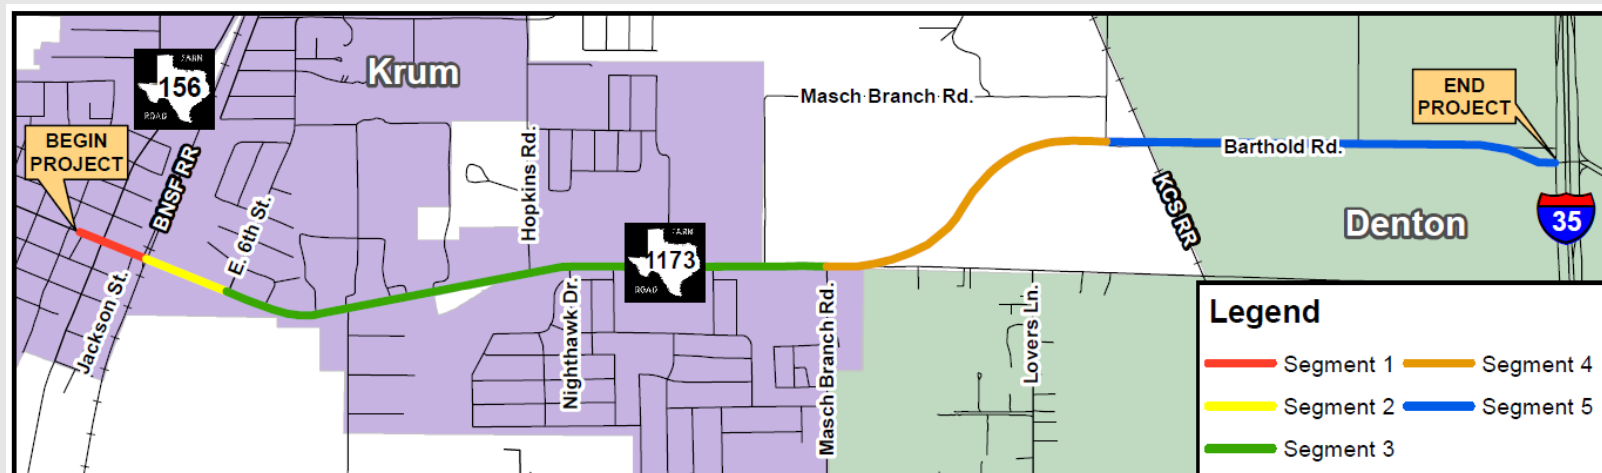 Krum
FARM
156
ROAD
Masch Branch Rd.
END
PROJECT
BEGIN
PROJECT
BNSF RR
Hopkins Rd.
Barthold Rd.
E. 6th St.
KCS RR
Denton
35
FARM
1173
ROAD
Jackson St.
Nighthawk Dr.
Masch Branch Rd.
Lovers Ln.
Legend
Segment 1
Segment 4
Segment 2
Segment 5
Segment 3